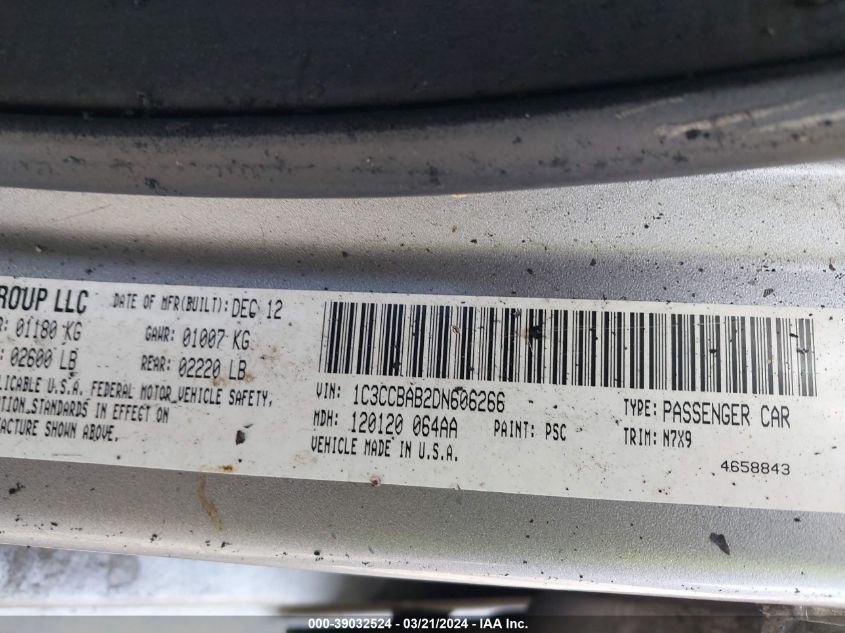 ROUP LLC DATE OF MFR(BUILT): DEC 12
R: 01180 KG GAWR: 01007 KG
: 02600 LB REAR: 02220 LB
PLICABLE U.S.A. FEDERAL MOTOR VEHICLE SAFETY,
TION STANDARDS IN EFFECT ON
FACTURE SHOWN ABOVE.
VIN: 1C3CCBAB2DN606266 TYPE: PASSENGER CAR
MDH: 120120 064AA PAINT: PSC TRIM: N7X9
VEHICLE MADE IN U.S.A. 4658843
000-39032524 - 03/21/2024 - IAA Inc.